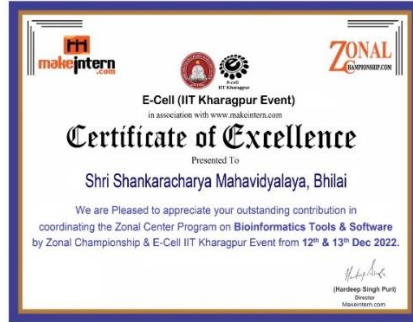 makeintern
.com
ZONAL
CHAMPIONSHIP.COM
E-Cell
IIT Kharagpur
E-Cell (IIT Kharagpur Event)
in association with www.makeintern.com
Certificate of Excellence
Presented To
Shri Shankaracharya Mahavidyalaya, Bhilai
We are Pleased to appreciate your outstanding contribution in
coordinating the Zonal Center Program on Bioinformatics Tools & Software
by Zonal Championship & E-Cell IIT Kharagpur Event from 12th & 13th Dec 2022.
(Hardeep Singh Puri)
Director
Makeintern.com